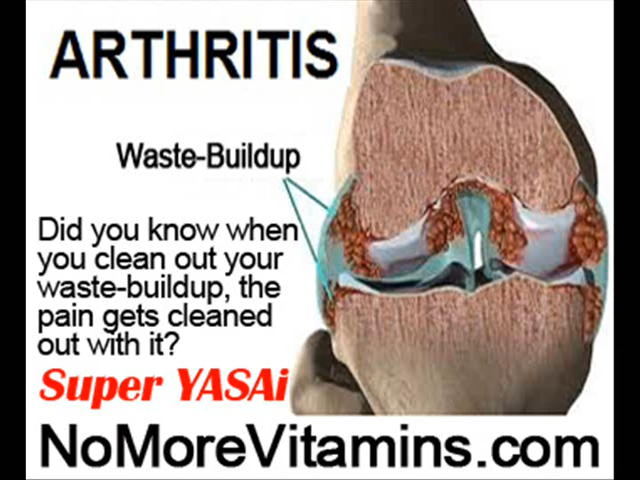 ARTHRITIS
Waste-Buildup
Did you know when
you clean out your
waste-buildup, the
pain gets cleaned
out with it?
Super YASAi
NoMoreVitamins.com